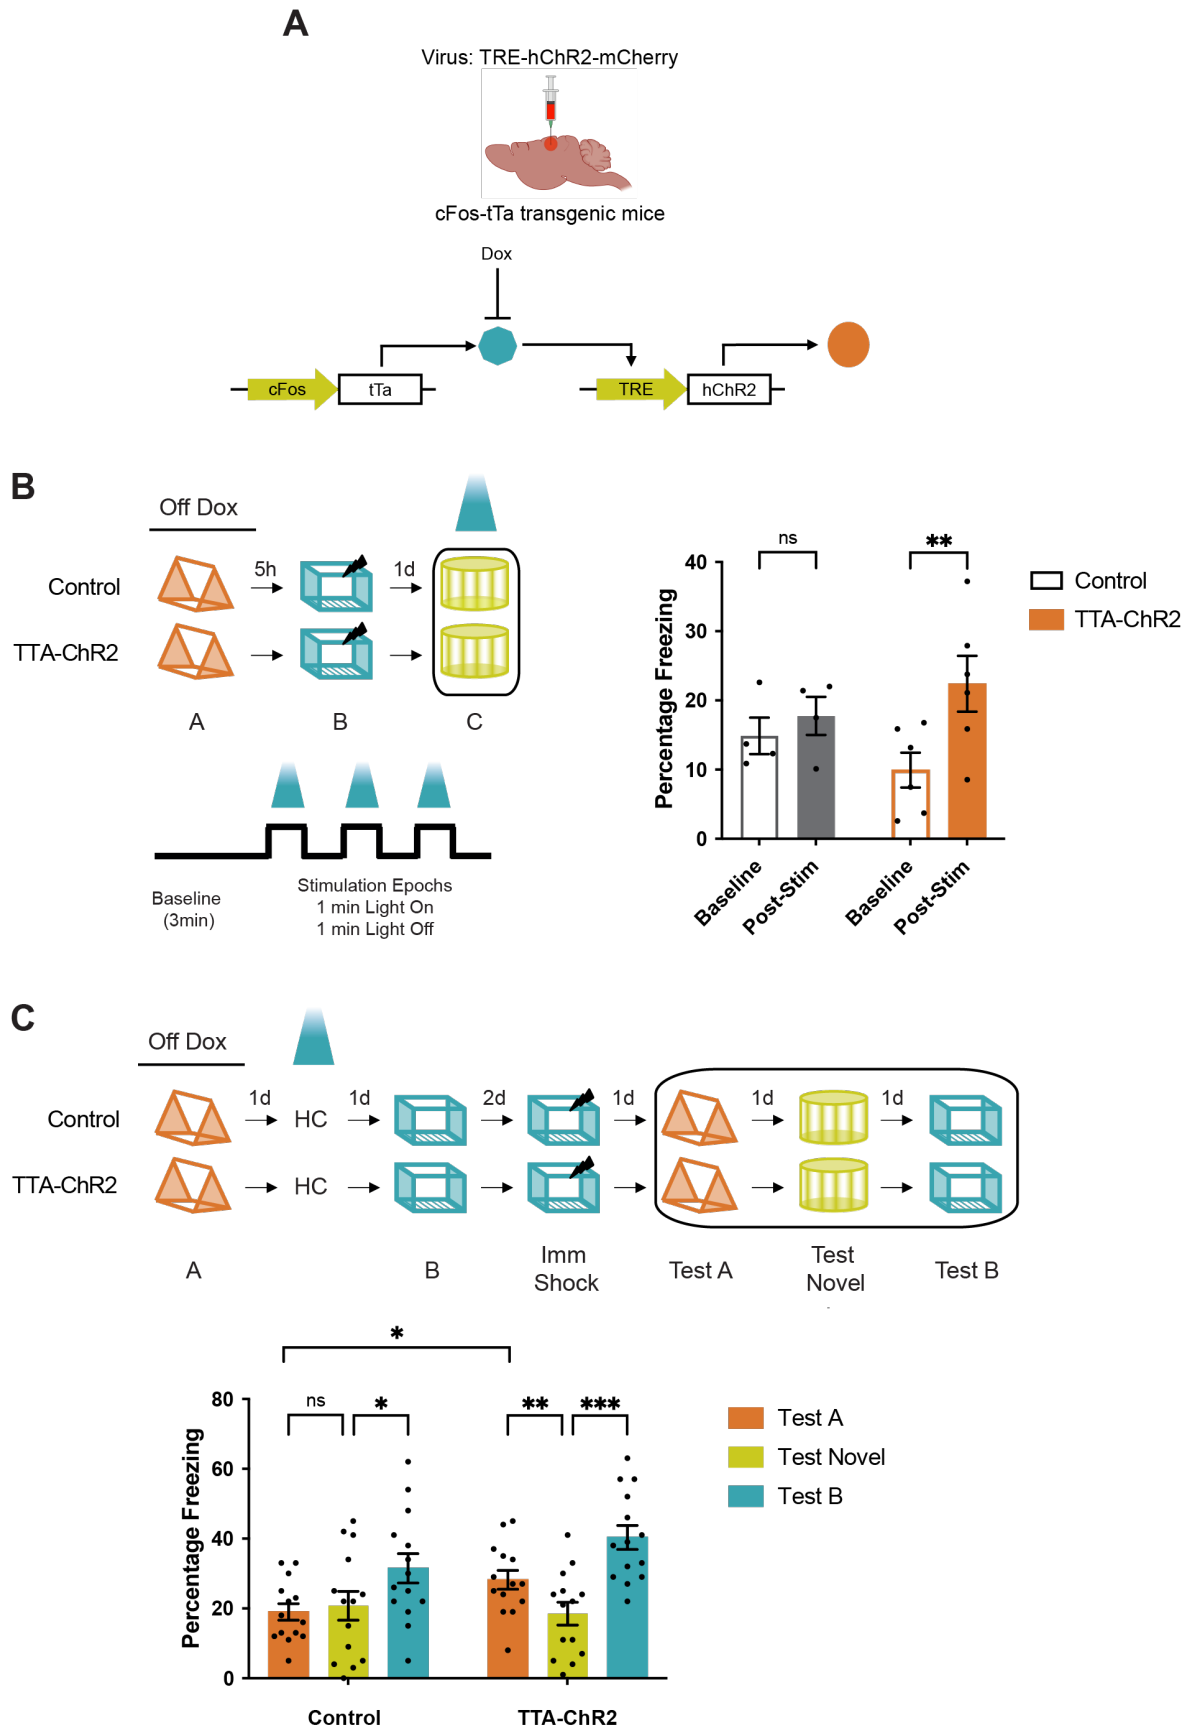 A
Virus: TRE-hChR2-mCherry
cFos-tTa transgenic mice
Dox
cFos
tTa
TRE
hChR2
B
Off Dox
Control
5h
1d
TTA-ChR2
A
B
C
Baseline
(3min)
Stimulation Epochs
1 min Light On
1 min Light Off
Percentage Freezing
40
30
20
10
0
ns
**
Baseline
Post-Stim
Baseline
Post-Stim
Control
TTA-ChR2
C
Off Dox
Control
1d
HC
1d
2d
1d
1d
1d
TTA-ChR2
HC
A
B
Imm
Shock
Test A
Test
Novel
Test B
Percentage Freezing
80
60
40
20
0
*
ns
*
**
***
Control
TTA-ChR2
Test A
Test Novel
Test B